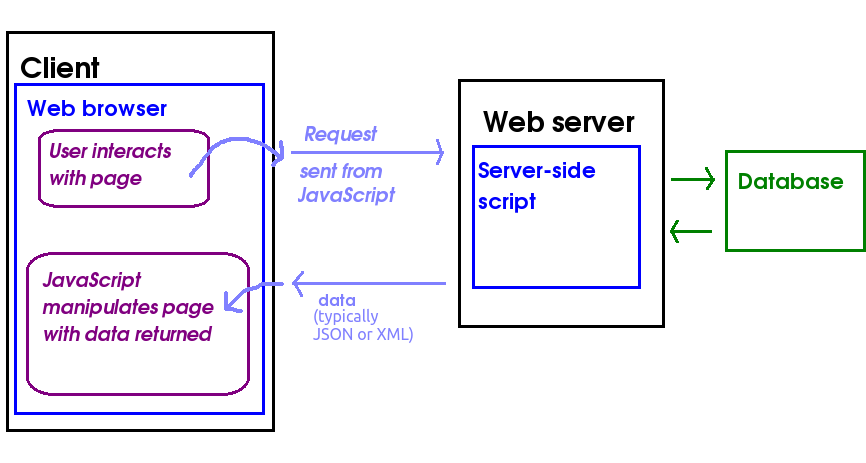 Client
Web browser
User interacts
with page
JavaScript
manipulates page
with data returned
Request
sent from
JavaScript
data
(typically
JSON or XML)
Web server
Server-side
script
Database